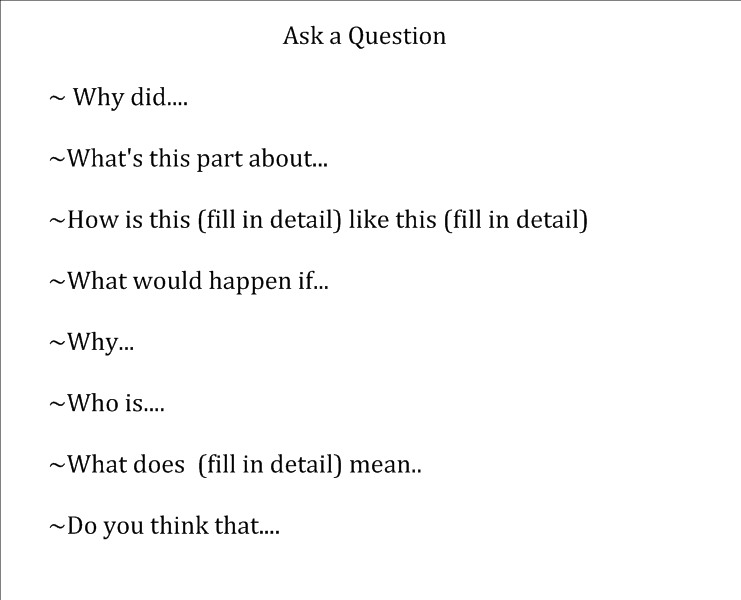 Ask a Question
~ Why did....
~What's this part about...
~How is this (fill in detail) like this (fill in detail)
~What would happen if...
~Why...
~Who is....
~What does  (fill in detail) mean..
~Do you think that....